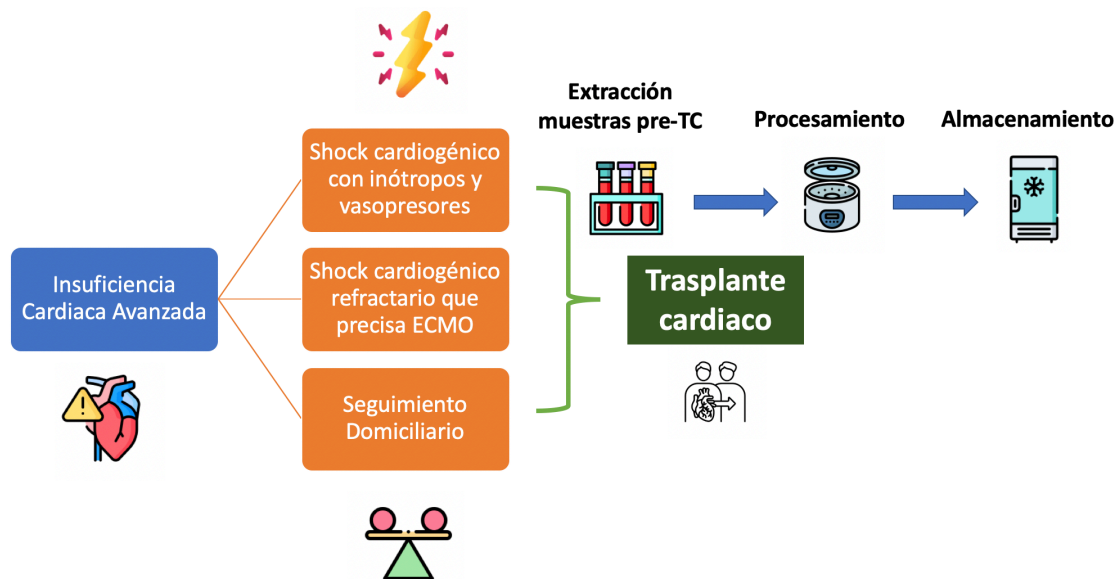 Insuficiencia
Cardiaca Avanzada
Shock cardiogénico
con inótropos y
vasopresores
Shock cardiogénico
refractario que
precisa ECMO
Seguimiento
Domiciliario
Extracción
muestras pre-TC
Procesamiento
Almacenamiento
Trasplante
cardiaco